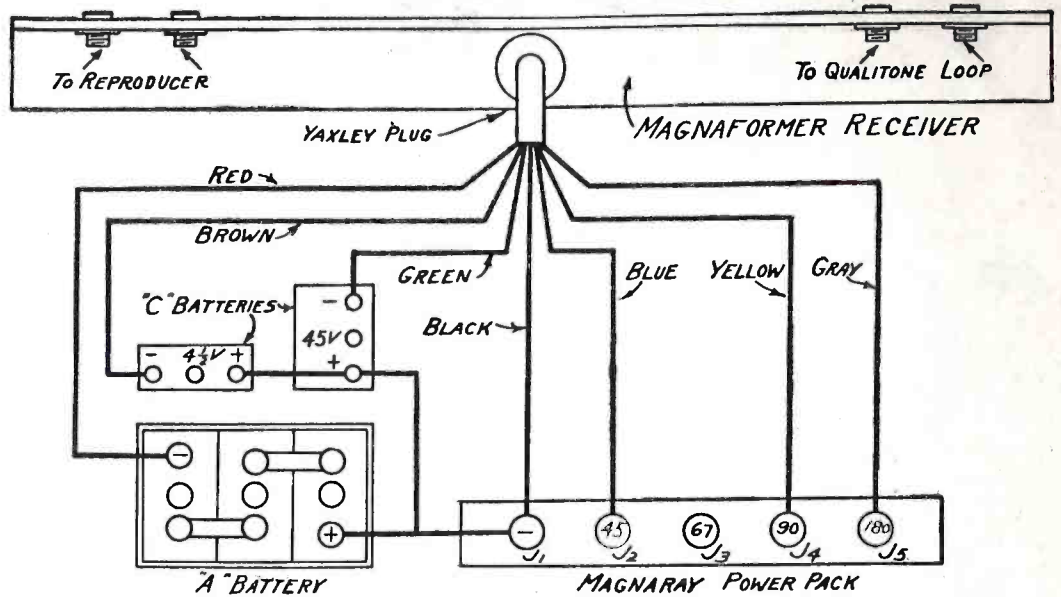 To REPRODUCER
To QUALITONE LOOP
YAXLEY PLUG
MAGNAFORMER RECEIVER
RED
BROWN
GREEN
BLUE
YELLOW
GRAY
"C" BATTERIES
BLACK
-
45V
+
- 4½V +
-
+
- 45 67 90 180
J1 J2 J3 J4 J5
"A" BATTERY
MAGNARAY POWER PACK